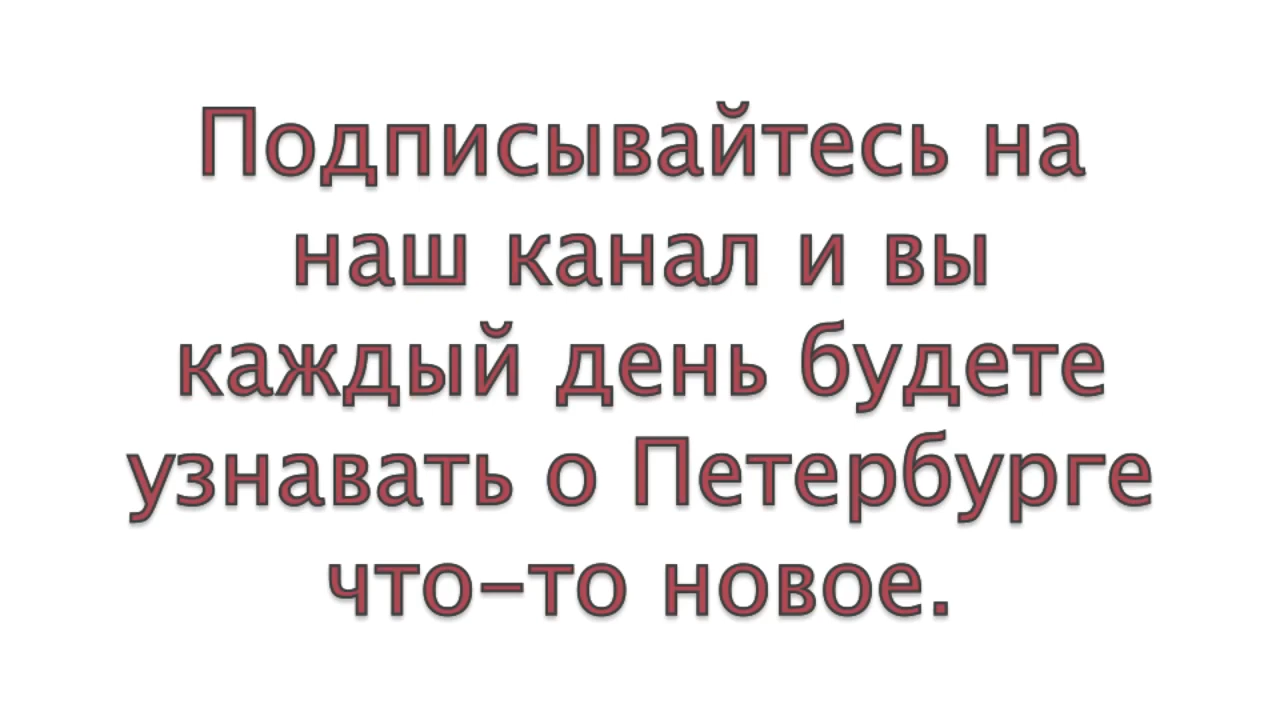 Подписывайтесь на
наш канал и вы
каждый день будете
узнавать о Петербурге
что-то новое.